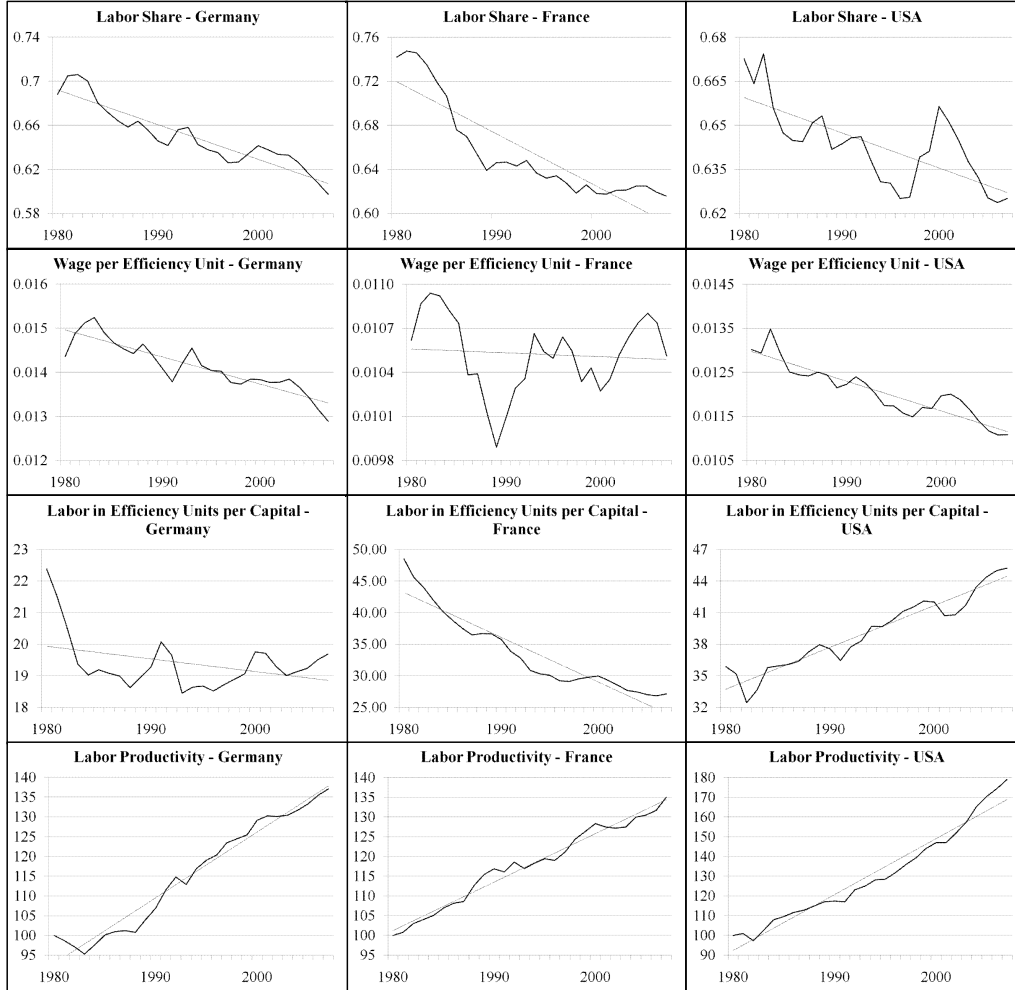 Labor Share - Germany
0.74
0.7
0.66
0.62
0.58
1980 1990 2000
Labor Share - France
0.76
0.72
0.68
0.64
0.60
1980 1990 2000
Labor Share - USA
0.68
0.665
0.65
0.635
0.62
1980 1990 2000
Wage per Efficiency Unit - Germany
0.016
0.015
0.014
0.013
0.012
1980 1990 2000
Wage per Efficiency Unit - France
0.0110
0.0107
0.0104
0.0101
0.0098
1980 1990 2000
Wage per Efficiency Unit - USA
0.0145
0.0135
0.0125
0.0115
0.0105
1980 1990 2000
Labor in Efficiency Units per Capital -
Germany
23
22
21
20
19
18
1980 1990 2000
Labor in Efficiency Units per Capital -
France
50.00
45.00
40.00
35.00
30.00
25.00
1980 1990 2000
Labor in Efficiency Units per Capital -
USA
47
44
41
38
35
32
1980 1990 2000
Labor Productivity - Germany
140
135
130
125
120
115
110
105
100
95
1980 1990 2000
Labor Productivity - France
140
135
130
125
120
115
110
105
100
95
1980 1990 2000
Labor Productivity - USA
180
170
160
150
140
130
120
110
100
90
1980 1990 2000